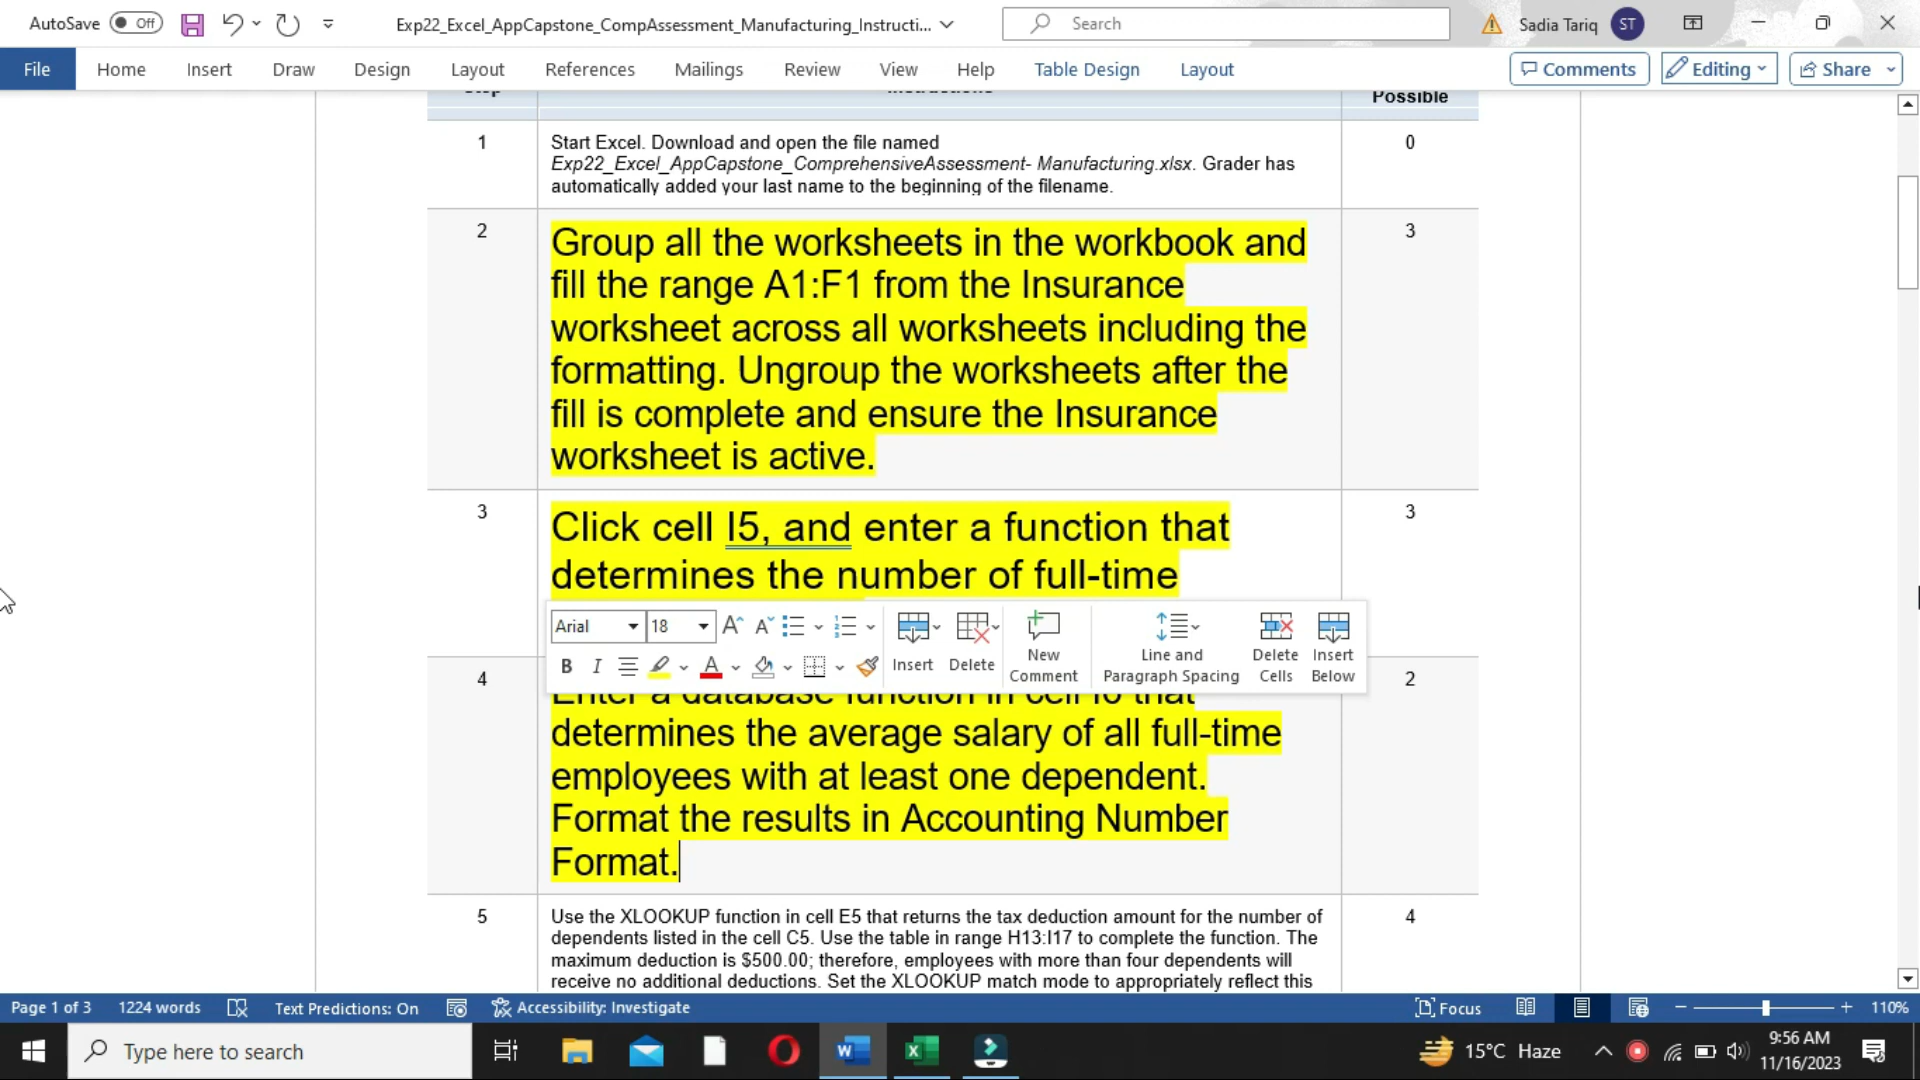 AutoSave Off Exp22_Excel_AppCapstone_CompAssessment_Manufacturing_Instructi... Search Sadia Tariq ST
File Home Insert Draw Design Layout References Mailings Review View Help Table Design Layout Comments Editing Share
Step Instructions Possible
1 Start Excel. Download and open the file named 0
Exp22_Excel_AppCapstone_ComprehensiveAssessment- Manufacturing.xlsx. Grader has
automatically added your last name to the beginning of the filename.
2 Group all the worksheets in the workbook and 3
fill the range A1:F1 from the Insurance
worksheet across all worksheets including the
formatting. Ungroup the worksheets after the
fill is complete and ensure the Insurance
worksheet is active.
3 Click cell I5, and enter a function that 3
determines the number of full-time
Arial 18
B I A Insert Delete New Comment Line and Paragraph Spacing Delete Cells Insert Below
4 Enter a database function in cell I6 that 2
determines the average salary of all full-time
employees with at least one dependent.
Format the results in Accounting Number
Format.
5 Use the XLOOKUP function in cell E5 that returns the tax deduction amount for the number of 4
dependents listed in the cell C5. Use the table in range H13:I17 to complete the function. The
maximum deduction is $500.00; therefore, employees with more than four dependents will
receive no additional deductions. Set the XLOOKUP match mode to appropriately reflect this
Page 1 of 3 1224 words Text Predictions: On Accessibility: Investigate Focus 110%
Type here to search 15°C Haze 9:56 AM
11/16/2023